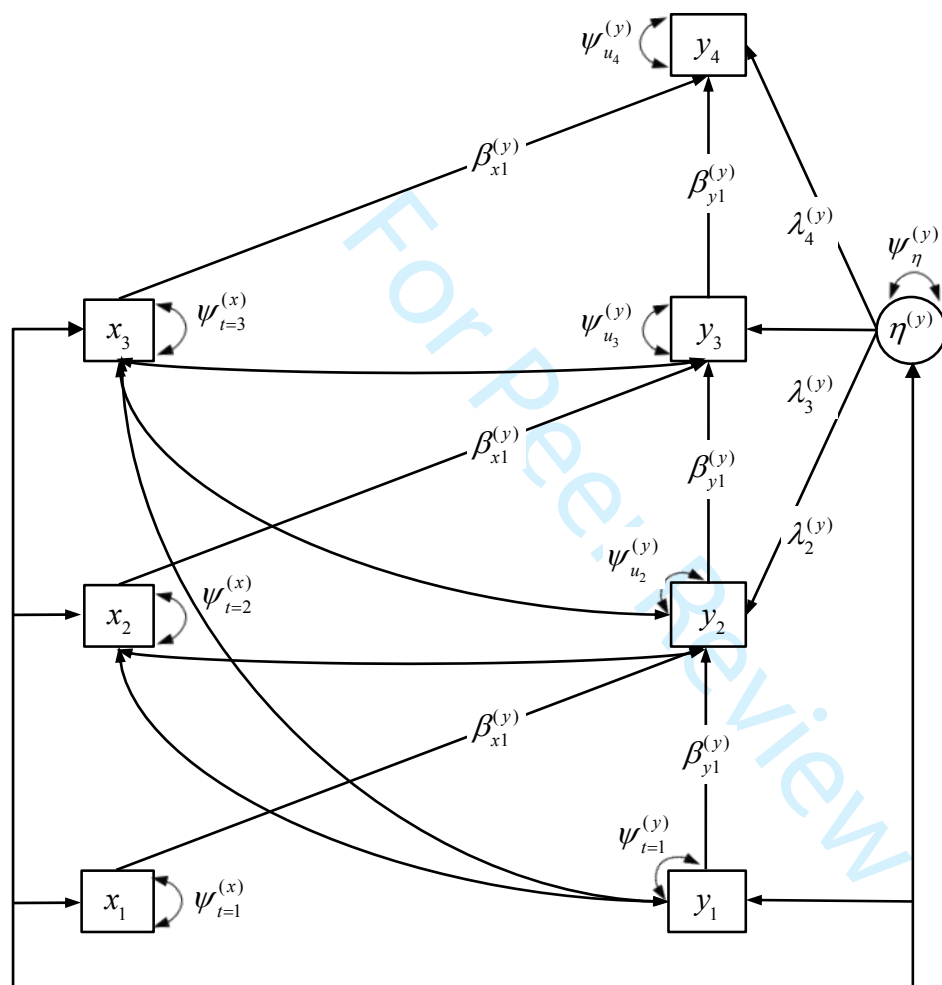 ψ_{u_4}^{(y)} y_4
β_{x1}^{(y)} β_{y1}^{(y)}
λ_4^{(y)} ψ_η^{(y)}
x_3 ψ_{t=3}^{(x)} ψ_{u_3}^{(y)} y_3 η^{(y)}
λ_3^{(y)}
β_{x1}^{(y)} β_{y1}^{(y)}
λ_2^{(y)}
x_2 ψ_{t=2}^{(x)} ψ_{u_2}^{(y)} y_2
β_{x1}^{(y)} β_{y1}^{(y)}
ψ_{t=1}^{(y)}
x_1 ψ_{t=1}^{(x)} y_1
For Peer Review